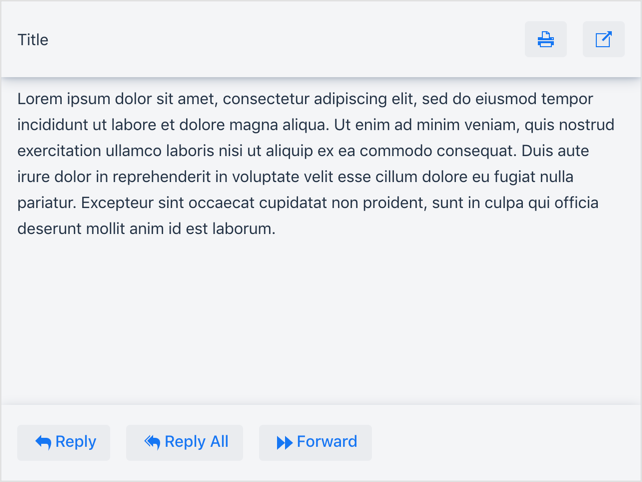 Title
Lorem ipsum dolor sit amet, consectetur adipiscing elit, sed do eiusmod tempor
incididunt ut labore et dolore magna aliqua. Ut enim ad minim veniam, quis nostrud
exercitation ullamco laboris nisi ut aliquip ex ea commodo consequat. Duis aute
irure dolor in reprehenderit in voluptate velit esse cillum dolore eu fugiat nulla
pariatur. Excepteur sint occaecat cupidatat non proident, sunt in culpa qui officia
deserunt mollit anim id est laborum.
Reply Reply All Forward